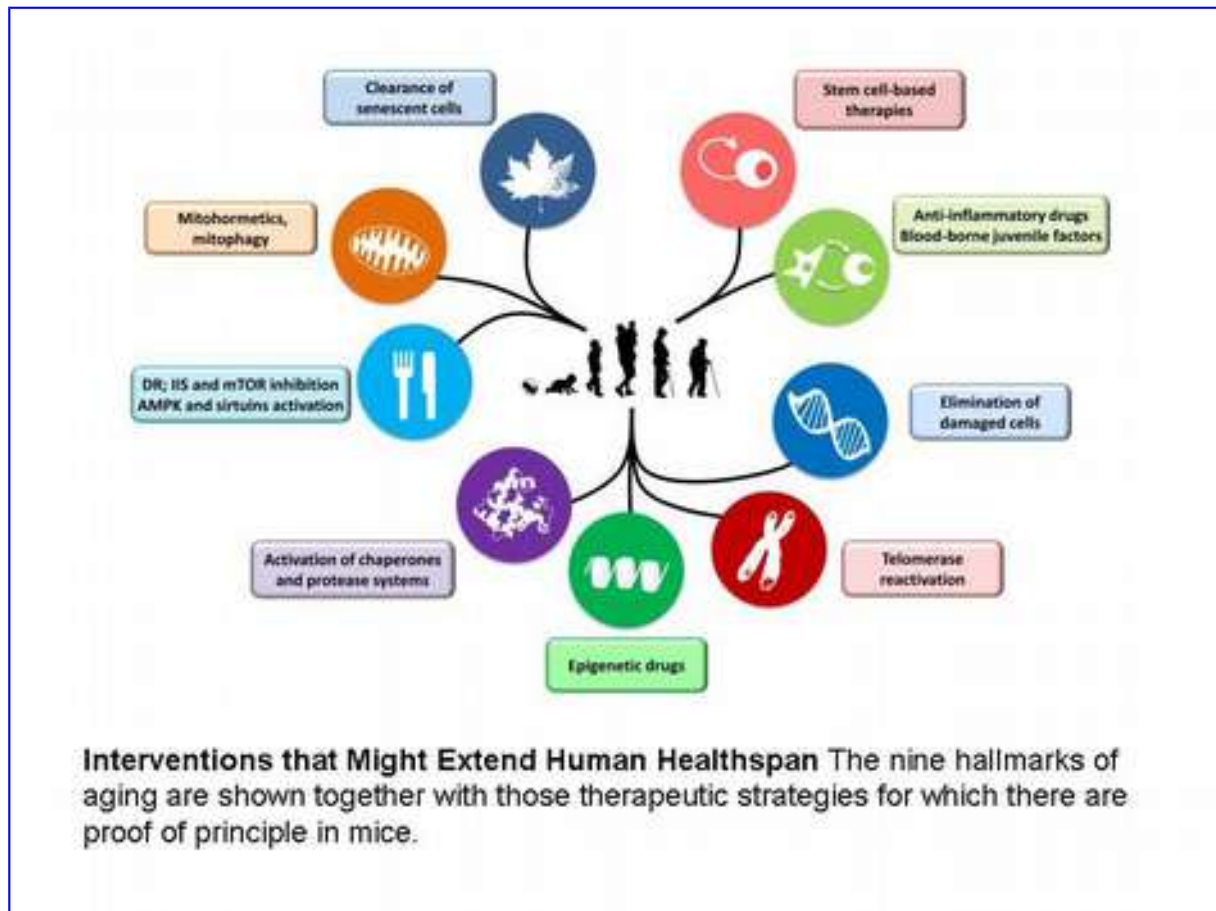 Clearance of
senescent cells
Stem cell-based
therapies
Mitohormetics,
mitophagy
Anti-inflammatory drugs
Blood-borne juvenile factors
DR; IIS and mTOR inhibition
AMPK and sirtuins activation
Elimination of
damaged cells
Activation of chaperones
and protease systems
Telomerase
reactivation
Epigenetic drugs
Interventions that Might Extend Human Healthspan The nine hallmarks of
aging are shown together with those therapeutic strategies for which there are
proof of principle in mice.